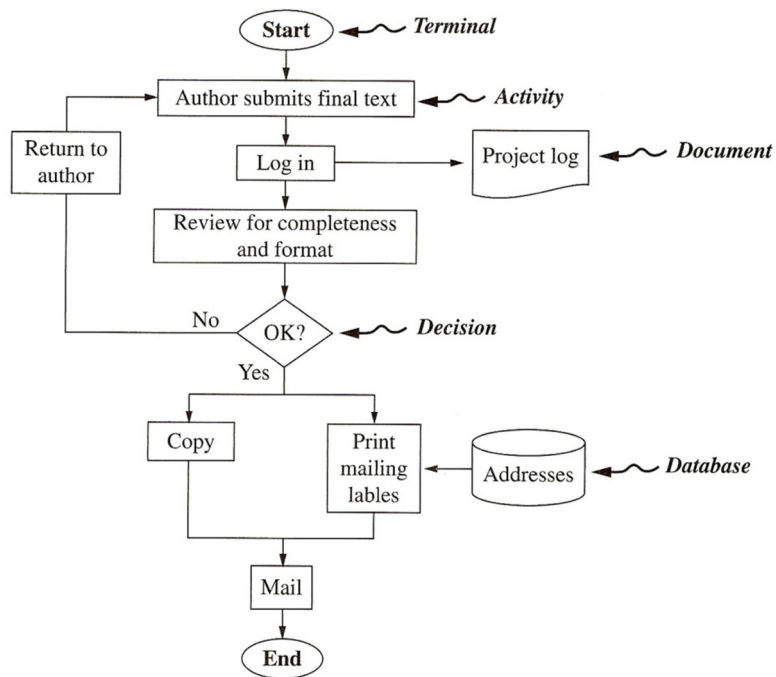 Start
Terminal
Author submits final text
Activity
Return to
author
Log in
Project log
Document
Review for completeness
and format
No
OK?
Decision
Yes
Copy
Print
mailing
lables
Addresses
Database
Mail
End